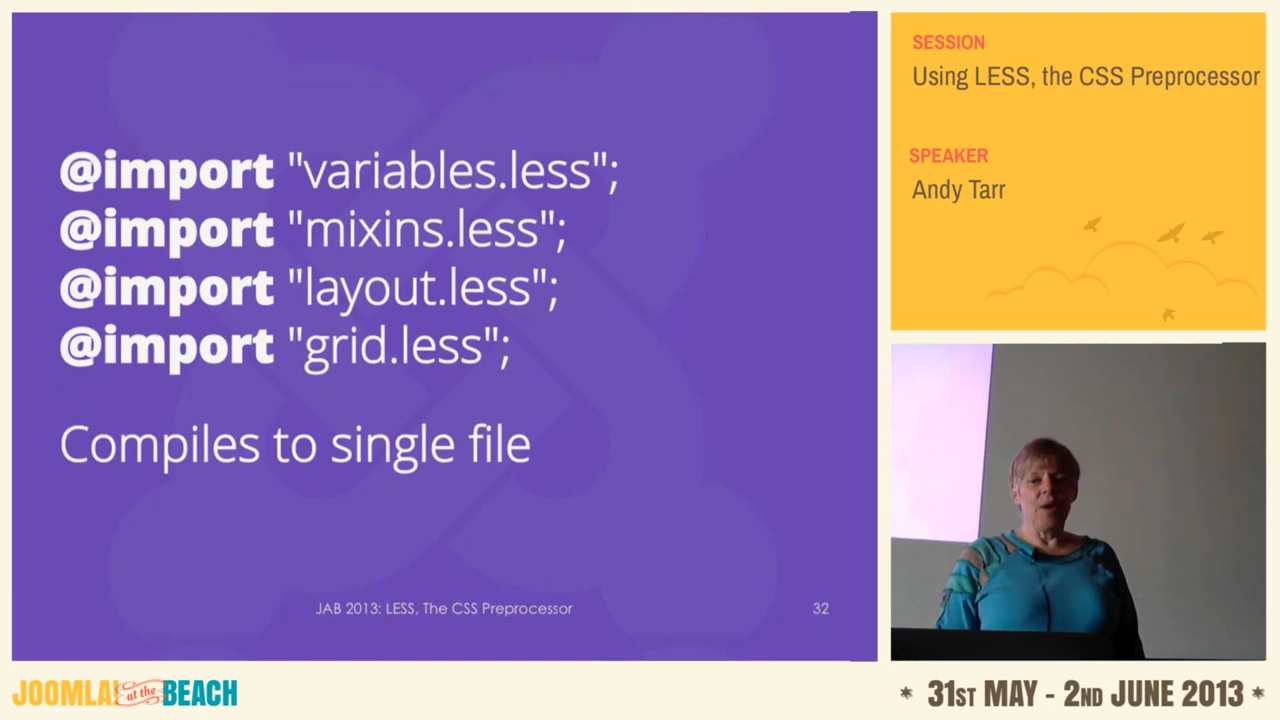 @import "variables.less";
@import "mixins.less";
@import "layout.less";
@import "grid.less";
Compiles to single file
JAB 2013: LESS, The CSS Preprocessor
32
SESSION
Using LESS, the CSS Preprocessor
SPEAKER
Andy Tarr
JOOMLA! at the BEACH
* 31ST MAY - 2ND JUNE 2013 *